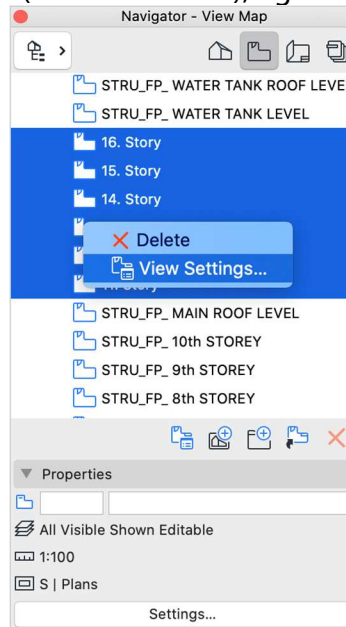 Navigator - View Map
STRU_FP_ WATER TANK ROOF LEVE
STRU_FP_ WATER TANK LEVEL
16. Story
15. Story
14. Story
Delete
View Settings...
STRU_FP_ MAIN ROOF LEVEL
STRU_FP_ 10th STOREY
STRU_FP_ 9th STOREY
STRU_FP_ 8th STOREY
Properties
All Visible Shown Editable
1:100
S | Plans
Settings...